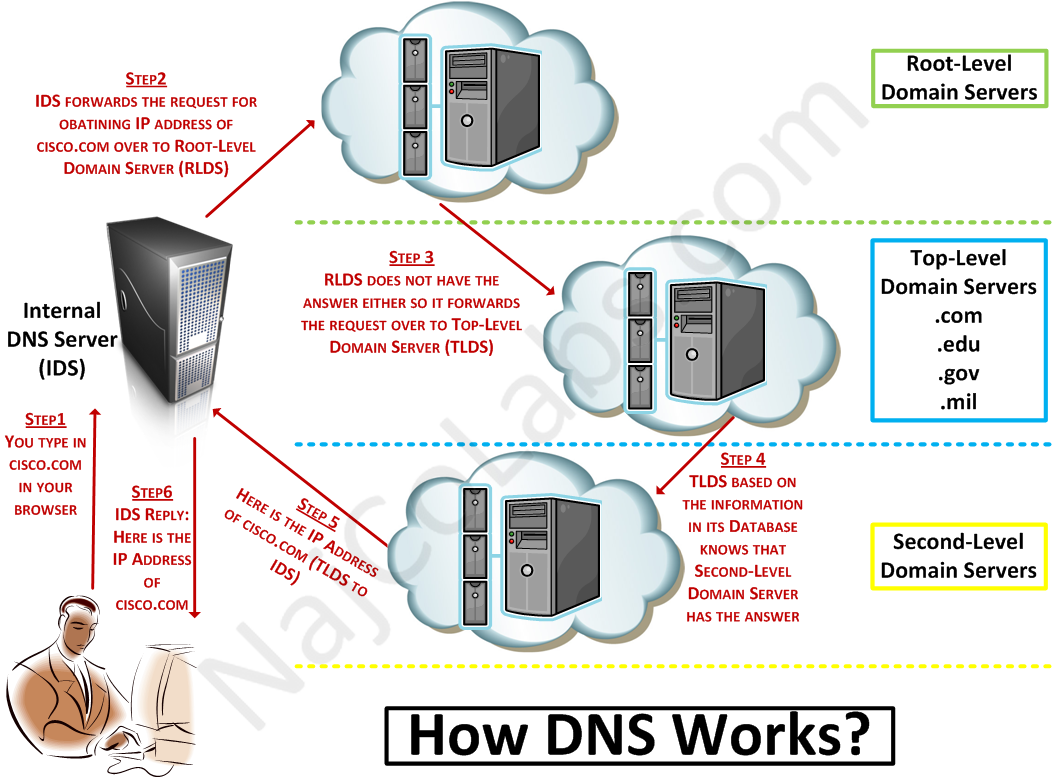 STEP2
IDS FORWARDS THE REQUEST FOR
OBATINING IP ADDRESS OF
CISCO.COM OVER TO ROOT-LEVEL
DOMAIN SERVER (RLDS)
Root-Level
Domain Servers
STEP 3
RLDS DOES NOT HAVE THE
ANSWER EITHER SO IT FORWARDS
THE REQUEST OVER TO TOP-LEVEL
DOMAIN SERVER (TLDS)
Top-Level
Domain Servers
.com
.edu
.gov
.mil
Internal
DNS Server
(IDS)
STEP1
YOU TYPE IN
CISCO.COM
IN YOUR
BROWSER
STEP6
IDS REPLY:
HERE IS THE
IP ADDRESS
OF
CISCO.COM
STEP 5
HERE IS THE IP ADDRESS
OF CISCO.COM (TLDS TO
IDS)
STEP 4
TLDS BASED ON
THE INFORMATION
IN ITS DATABASE
KNOWS THAT
SECOND-LEVEL
DOMAIN SERVER
HAS THE ANSWER
Second-Level
Domain Servers
How DNS Works?
NajcoLabs.com